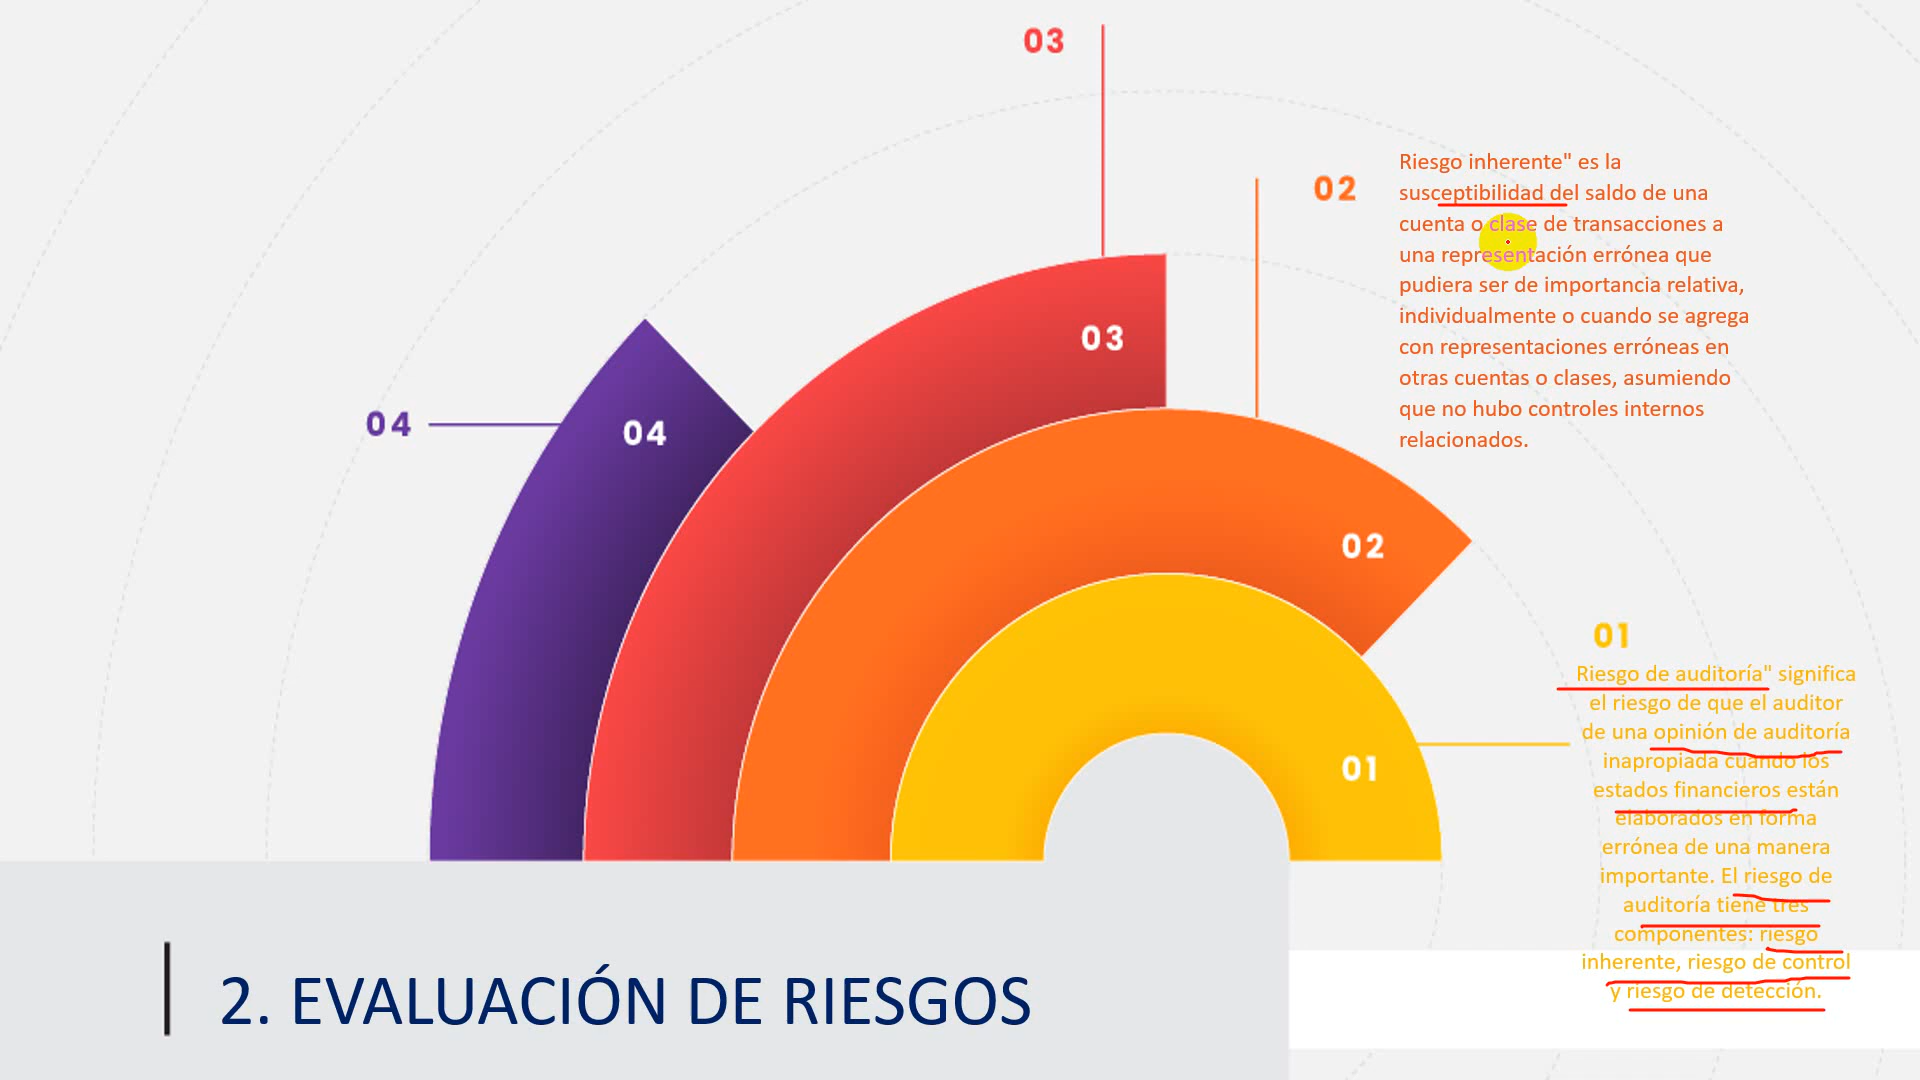 03
02
Riesgo inherente" es la
susceptibilidad del saldo de una
cuenta o clase de transacciones a
una representación errónea que
pudiera ser de importancia relativa,
individualmente o cuando se agrega
con representaciones erróneas en
otras cuentas o clases, asumiendo
que no hubo controles internos
relacionados.
03
04
04
02
01
Riesgo de auditoría" significa
el riesgo de que el auditor
de una opinión de auditoría
inapropiada cuando los
estados financieros están
elaborados en forma
errónea de una manera
importante. El riesgo de
auditoría tiene tres
componentes: riesgo
inherente, riesgo de control
y riesgo de detección.
01
2. EVALUACIÓN DE RIESGOS